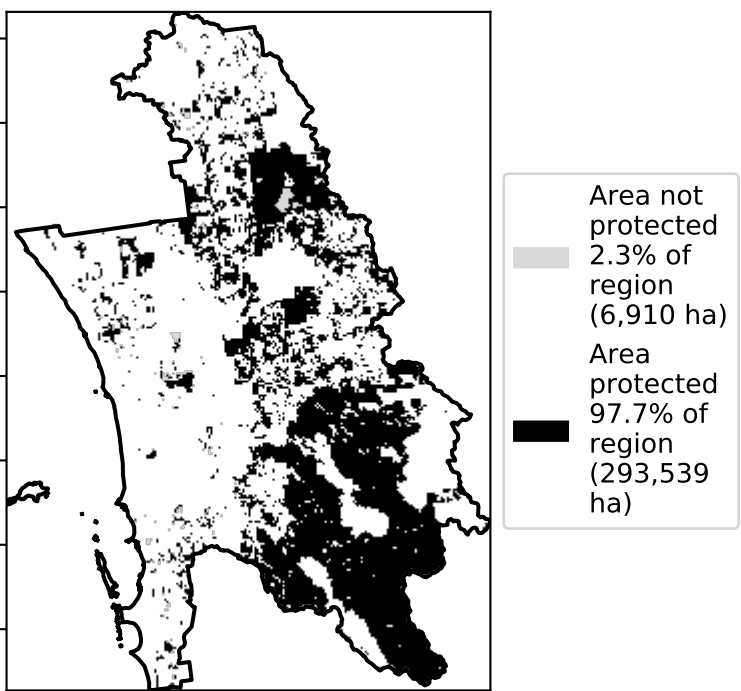 Area not
protected
2.3% of
region
(6,910 ha)
Area
protected
97.7% of
region
(293,539
ha)